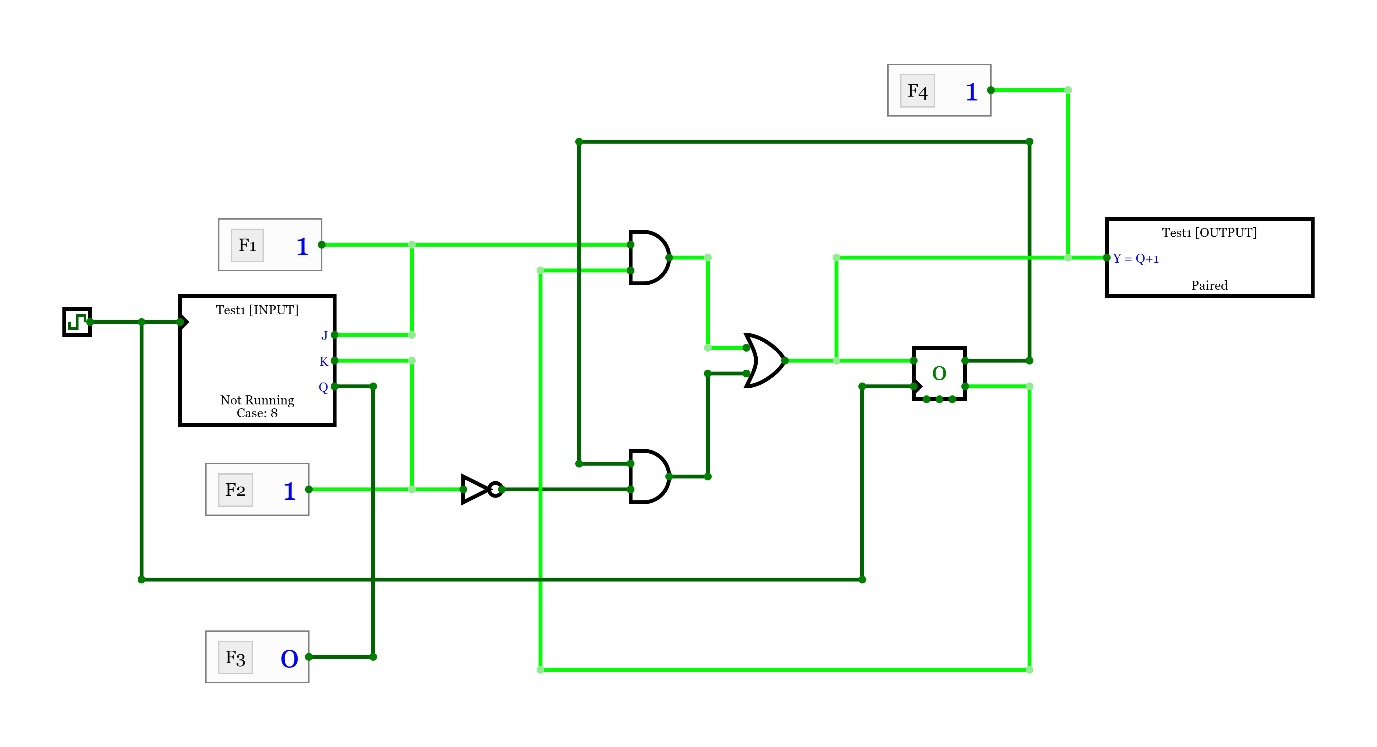 F4 1
F1 1
Test1 [OUTPUT]
Y = Q+1
Paired
Test1 [INPUT]
J
K
Q
Not Running
Case: 8
0
F2 1
F3 0